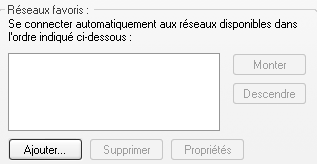 Réseaux favoris :
Se connecter automatiquement aux réseaux disponibles dans
l'ordre indiqué ci-dessous :
Monter
Descendre
Ajouter...
Supprimer
Propriétés